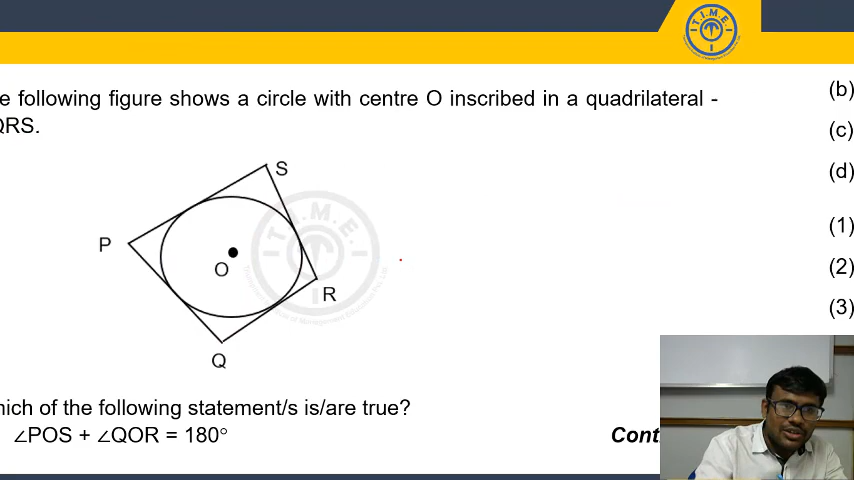 T.I.M.E.
e following figure shows a circle with centre O inscribed in a quadrilateral -
QRS.
(b)
(c)
(d)
S
P
O
R
Q
T.I.M.E.
(1)
(2)
(3)
hich of the following statement/s is/are true?
∠POS + ∠QOR = 180°
Cont